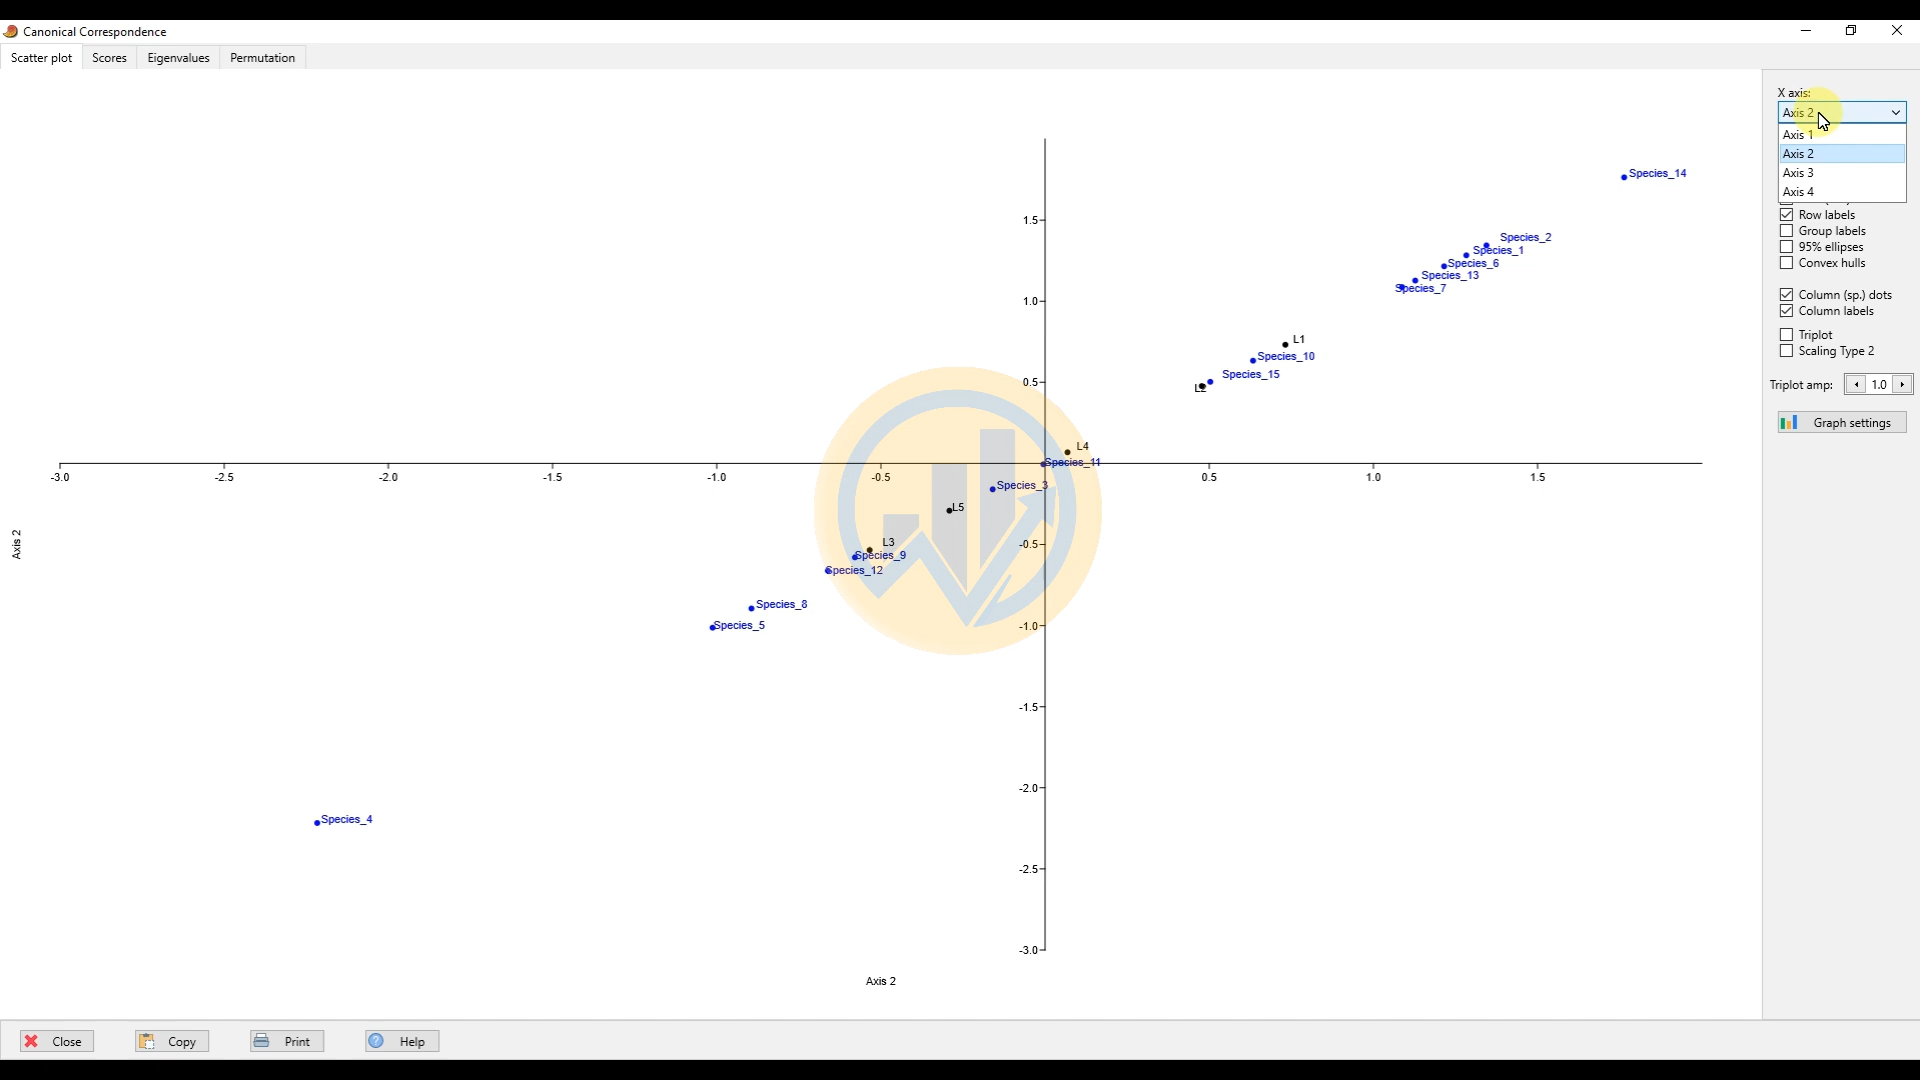 Canonical Correspondence
Scatter plot
Scores
Eigenvalues
Permutation
X axis:
Axis 2
Axis 1
Axis 2
Axis 3
Axis 4
Row labels
Group labels
95% ellipses
Convex hulls
Column (sp.) dots
Column labels
Triplot
Scaling Type 2
Triplot amp: 1.0
Graph settings
Species_14
1.5
Species_2
Species_1
Species_6
Species_13
Species_7
1.0
L1
Species_10
Species_15
0.5
L2
L4
Species_11
-3.0 -2.5 -2.0 -1.5 -1.0 -0.5 0.5 1.0 1.5
Species_3
L5
Axis 2
L3
-0.5
Species_9
Species_12
Species_8
Species_5
-1.0
-1.5
-2.0
Species_4
-2.5
-3.0
Axis 2
Close
Copy
Print
Help